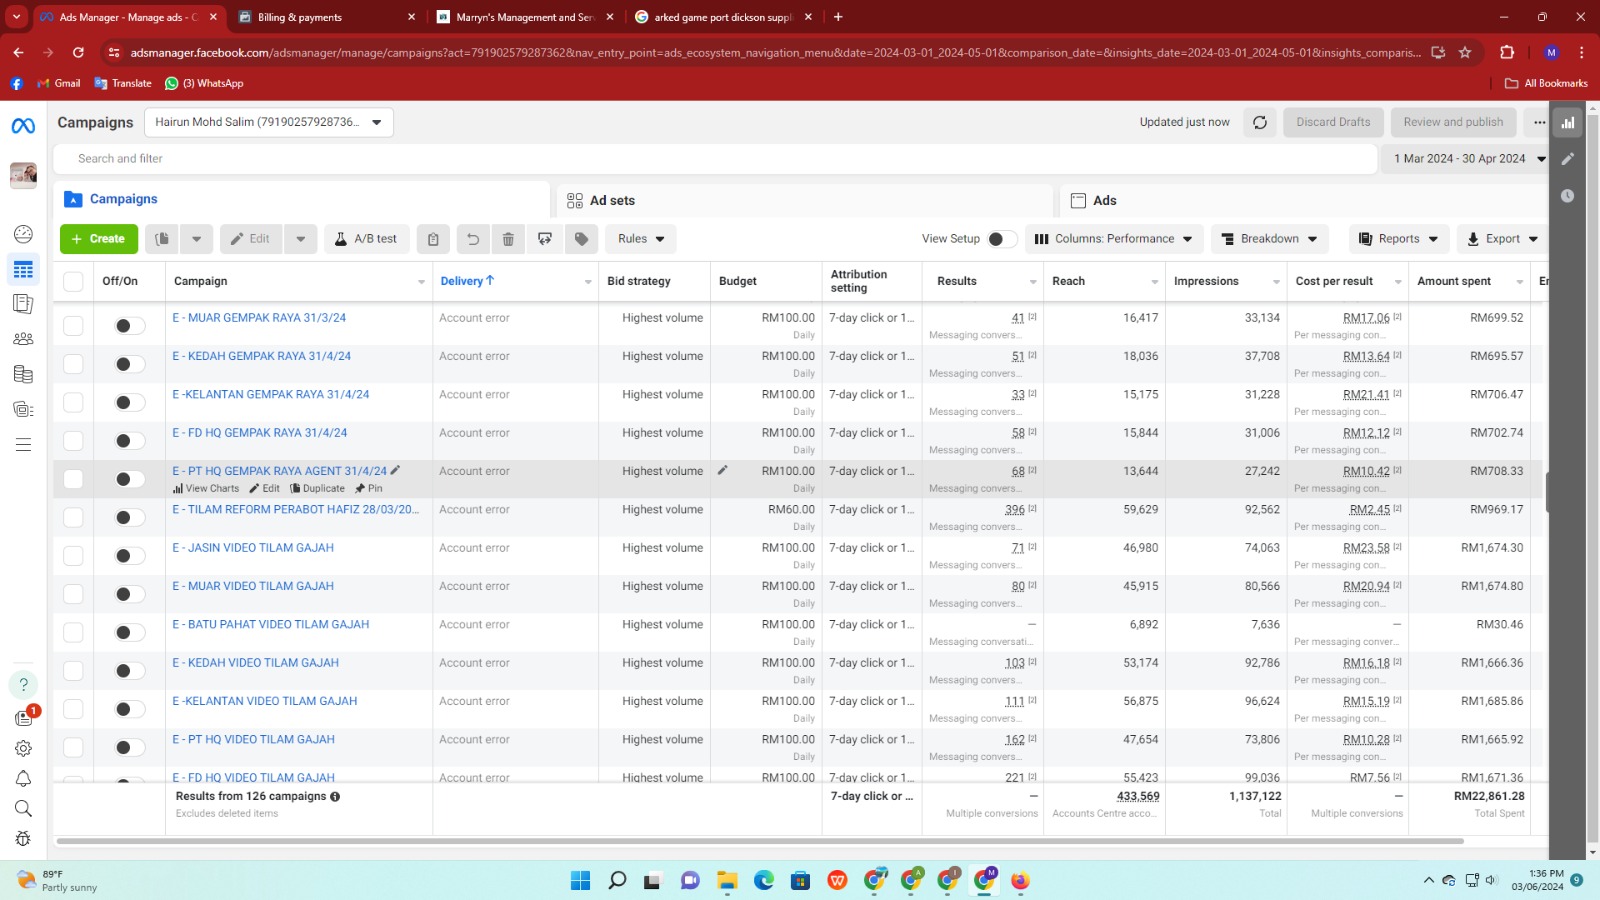 Ads Manager - Manage ads - C
Billing & payments
Marryn's Management and Ser
arked game port dickson suppl
adsmanager.facebook.com/adsmanager/manage/campaigns?act=791902579287362&nav_entry_point=ads_ecosystem_navigation_menu&date=2024-03-01_2024-05-01&comparison_date=&insights_date=2024-03-01_2024-05-01&insights_comparis...
M
Gmail
Translate
(3) WhatsApp
All Bookmarks
Campaigns
Hairun Mohd Salim (79190257928736...
Updated just now
Discard Drafts
Review and publish
Search and filter
1 Mar 2024 - 30 Apr 2024
Campaigns
Ad sets
Ads
+ Create
Edit
A/B test
Rules
View Setup
Columns: Performance
Breakdown
Reports
Export
Off/On Campaign Delivery ↑ Bid strategy Budget Attribution setting Results Reach Impressions Cost per result Amount spent Er
E - MUAR GEMPAK RAYA 31/3/24 Account error Highest volume RM100.00 7-day click or 1... 41 [2] 16,417 33,134 RM17.06 [2] RM699.52
Daily Messaging convers... Per messaging con...
E - KEDAH GEMPAK RAYA 31/4/24 Account error Highest volume RM100.00 7-day click or 1... 51 [2] 18,036 37,708 RM13.64 [2] RM695.57
Daily Messaging convers... Per messaging con...
E -KELANTAN GEMPAK RAYA 31/4/24 Account error Highest volume RM100.00 7-day click or 1... 33 [2] 15,175 31,228 RM21.41 [2] RM706.47
Daily Messaging convers... Per messaging con...
E - FD HQ GEMPAK RAYA 31/4/24 Account error Highest volume RM100.00 7-day click or 1... 58 [2] 15,844 31,006 RM12.12 [2] RM702.74
Daily Messaging convers... Per messaging con...
E - PT HQ GEMPAK RAYA AGENT 31/4/24 Account error Highest volume RM100.00 7-day click or 1... 68 [2] 13,644 27,242 RM10.42 [2] RM708.33
View Charts Edit Duplicate Pin Daily Messaging convers... Per messaging con...
E - TILAM REFORM PERABOT HAFIZ 28/03/20... Account error Highest volume RM60.00 7-day click or 1... 396 [2] 59,629 92,562 RM2.45 [2] RM969.17
Daily Messaging convers... Per messaging con...
E - JASIN VIDEO TILAM GAJAH Account error Highest volume RM100.00 7-day click or 1... 71 [2] 46,980 74,063 RM23.58 [2] RM1,674.30
Daily Messaging convers... Per messaging con...
E - MUAR VIDEO TILAM GAJAH Account error Highest volume RM100.00 7-day click or 1... 80 [2] 45,915 80,566 RM20.94 [2] RM1,674.80
Daily Messaging convers... Per messaging con...
E - BATU PAHAT VIDEO TILAM GAJAH Account error Highest volume RM100.00 7-day click or 1... — 6,892 7,636 — RM30.46
Daily Messaging conversati... Per messaging conver...
E - KEDAH VIDEO TILAM GAJAH Account error Highest volume RM100.00 7-day click or 1... 103 [2] 53,174 92,786 RM16.18 [2] RM1,666.36
Daily Messaging convers... Per messaging con...
E -KELANTAN VIDEO TILAM GAJAH Account error Highest volume RM100.00 7-day click or 1... 111 [2] 56,875 96,624 RM15.19 [2] RM1,685.86
Daily Messaging convers... Per messaging con...
E - PT HQ VIDEO TILAM GAJAH Account error Highest volume RM100.00 7-day click or 1... 162 [2] 47,654 73,806 RM10.28 [2] RM1,665.92
Daily Messaging convers... Per messaging con...
E - FD HQ VIDEO TILAM GAJAH Account error Highest volume RM100.00 7-day click or 1... 221 [2] 55,423 99,036 RM7.56 [2] RM1,671.36
Results from 126 campaigns 7-day click or ... — 433,569 1,137,122 — RM22,861.28
Excludes deleted items Multiple conversions Accounts Centre acco... Total Multiple conversions Total Spent
1
89°F
Partly sunny
1:36 PM
03/06/2024
9